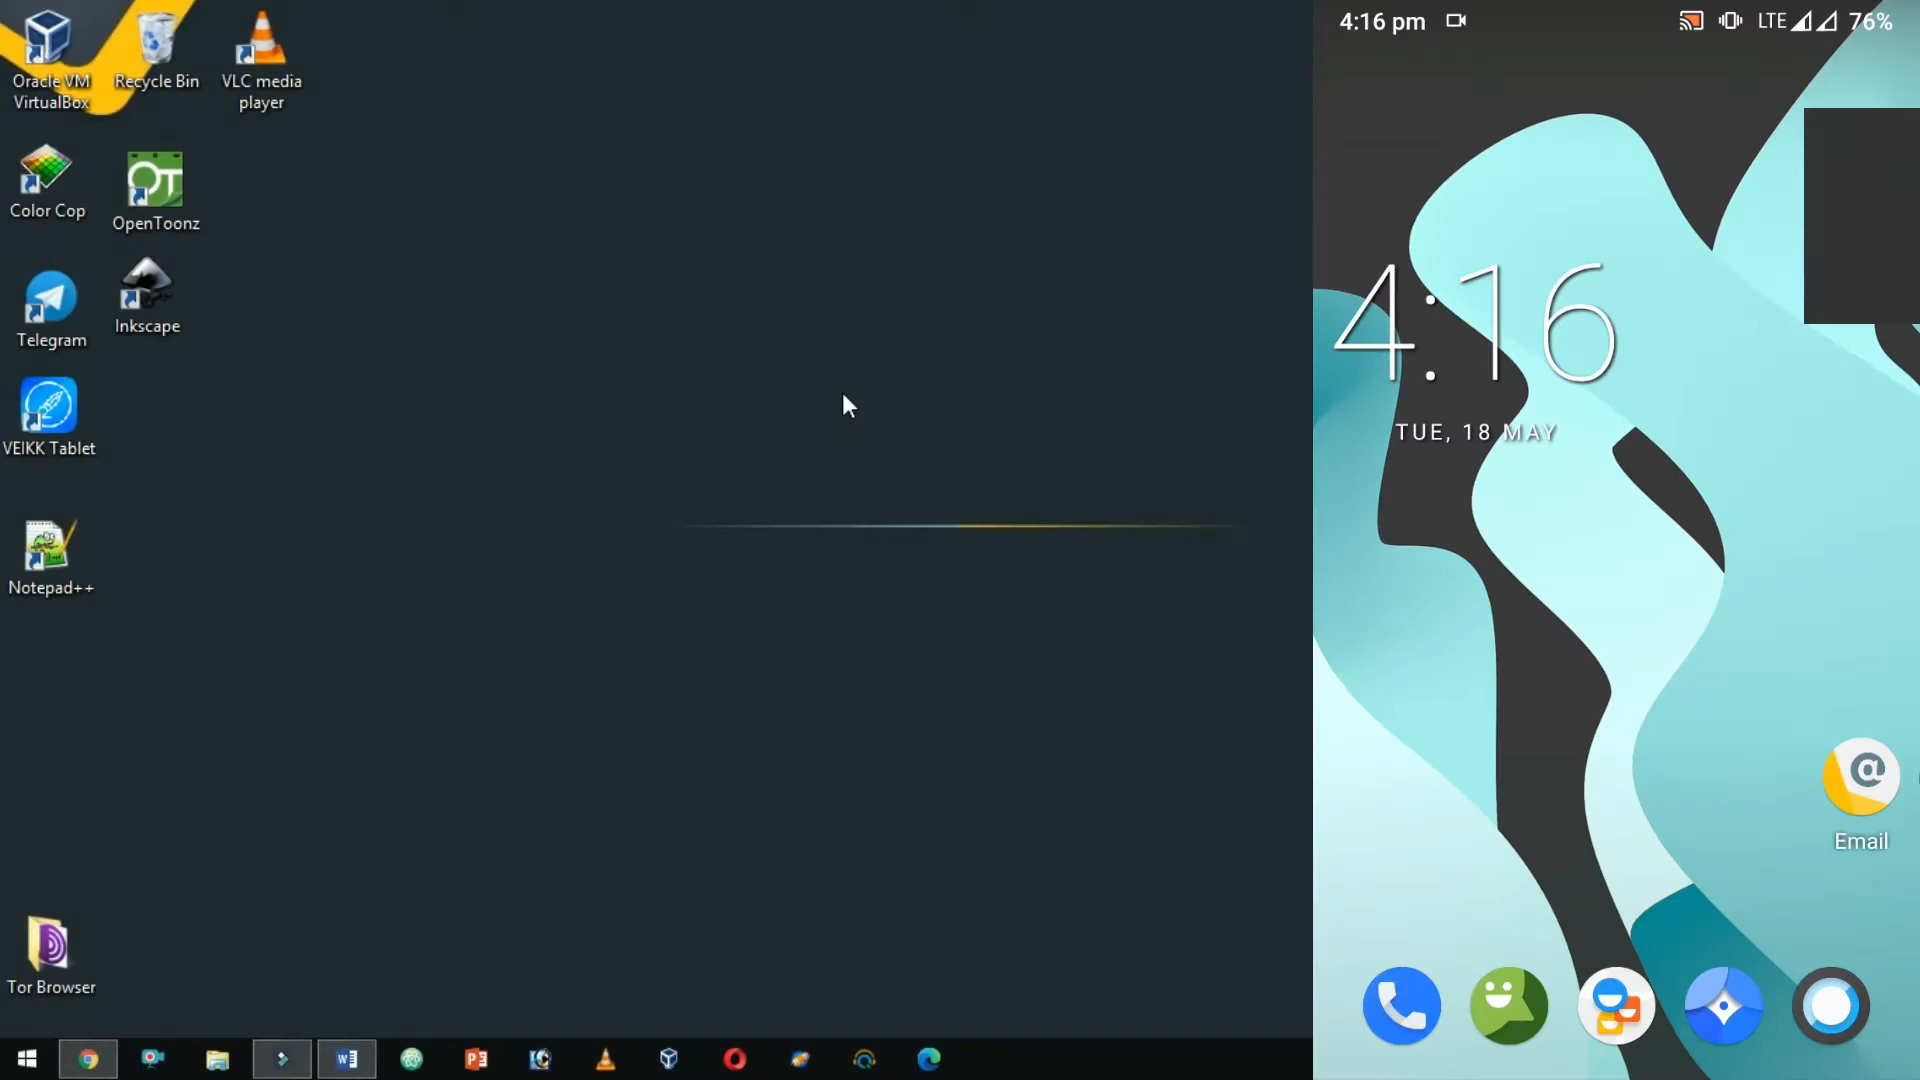 Oracle VM
VirtualBox
Recycle Bin
VLC media
player
Color Cop
OpenToonz
Telegram
Inkscape
VEIKK Tablet
Notepad++
Tor Browser
4:16 pm
LTE
76%
4:16
TUE, 18 MAY
Email